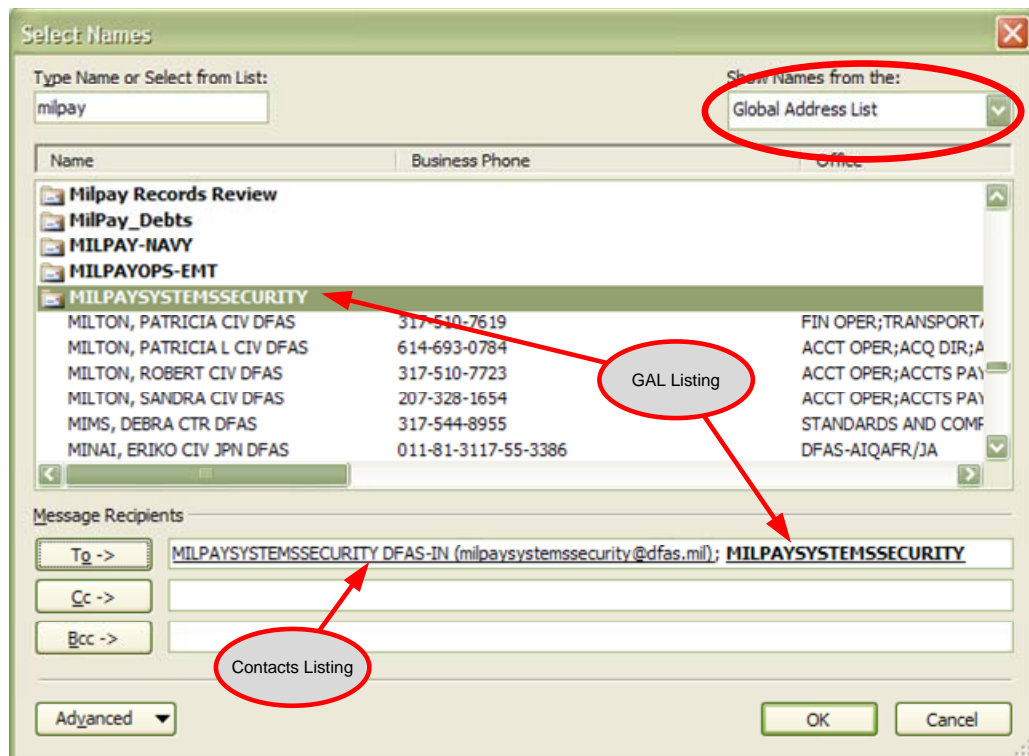 Select Names
Type Name or Select from List:
Show Names from the:
milpay
Global Address List
Name Business Phone Office
Milpay Records Review
MilPay_Debts
MILPAY-NAVY
MILPAYOPS-EMT
MILPAYSYSTEMSSECURITY
MILTON, PATRICIA CIV DFAS 317-510-7619 FIN OPER;TRANSPORTA
MILTON, PATRICIA L CIV DFAS 614-693-0784 ACCT OPER;ACQ DIR;A
MILTON, ROBERT CIV DFAS 317-510-7723 ACCT OPER;ACCTS PAY
MILTON, SANDRA CIV DFAS 207-328-1654 ACCT OPER;ACCTS PAY
MIMS, DEBRA CTR DFAS 317-544-8955 STANDARDS AND COMP
MINAI, ERIKO CIV JPN DFAS 011-81-3117-55-3386 DFAS-AIQAFR/JA
GAL Listing
Message Recipients
To -> MILPAYSYSTEMSSECURITY DFAS-IN (milpaysystemssecurity@dfas.mil); MILPAYSYSTEMSSECURITY
Cc ->
Bcc ->
Contacts Listing
Advanced OK Cancel